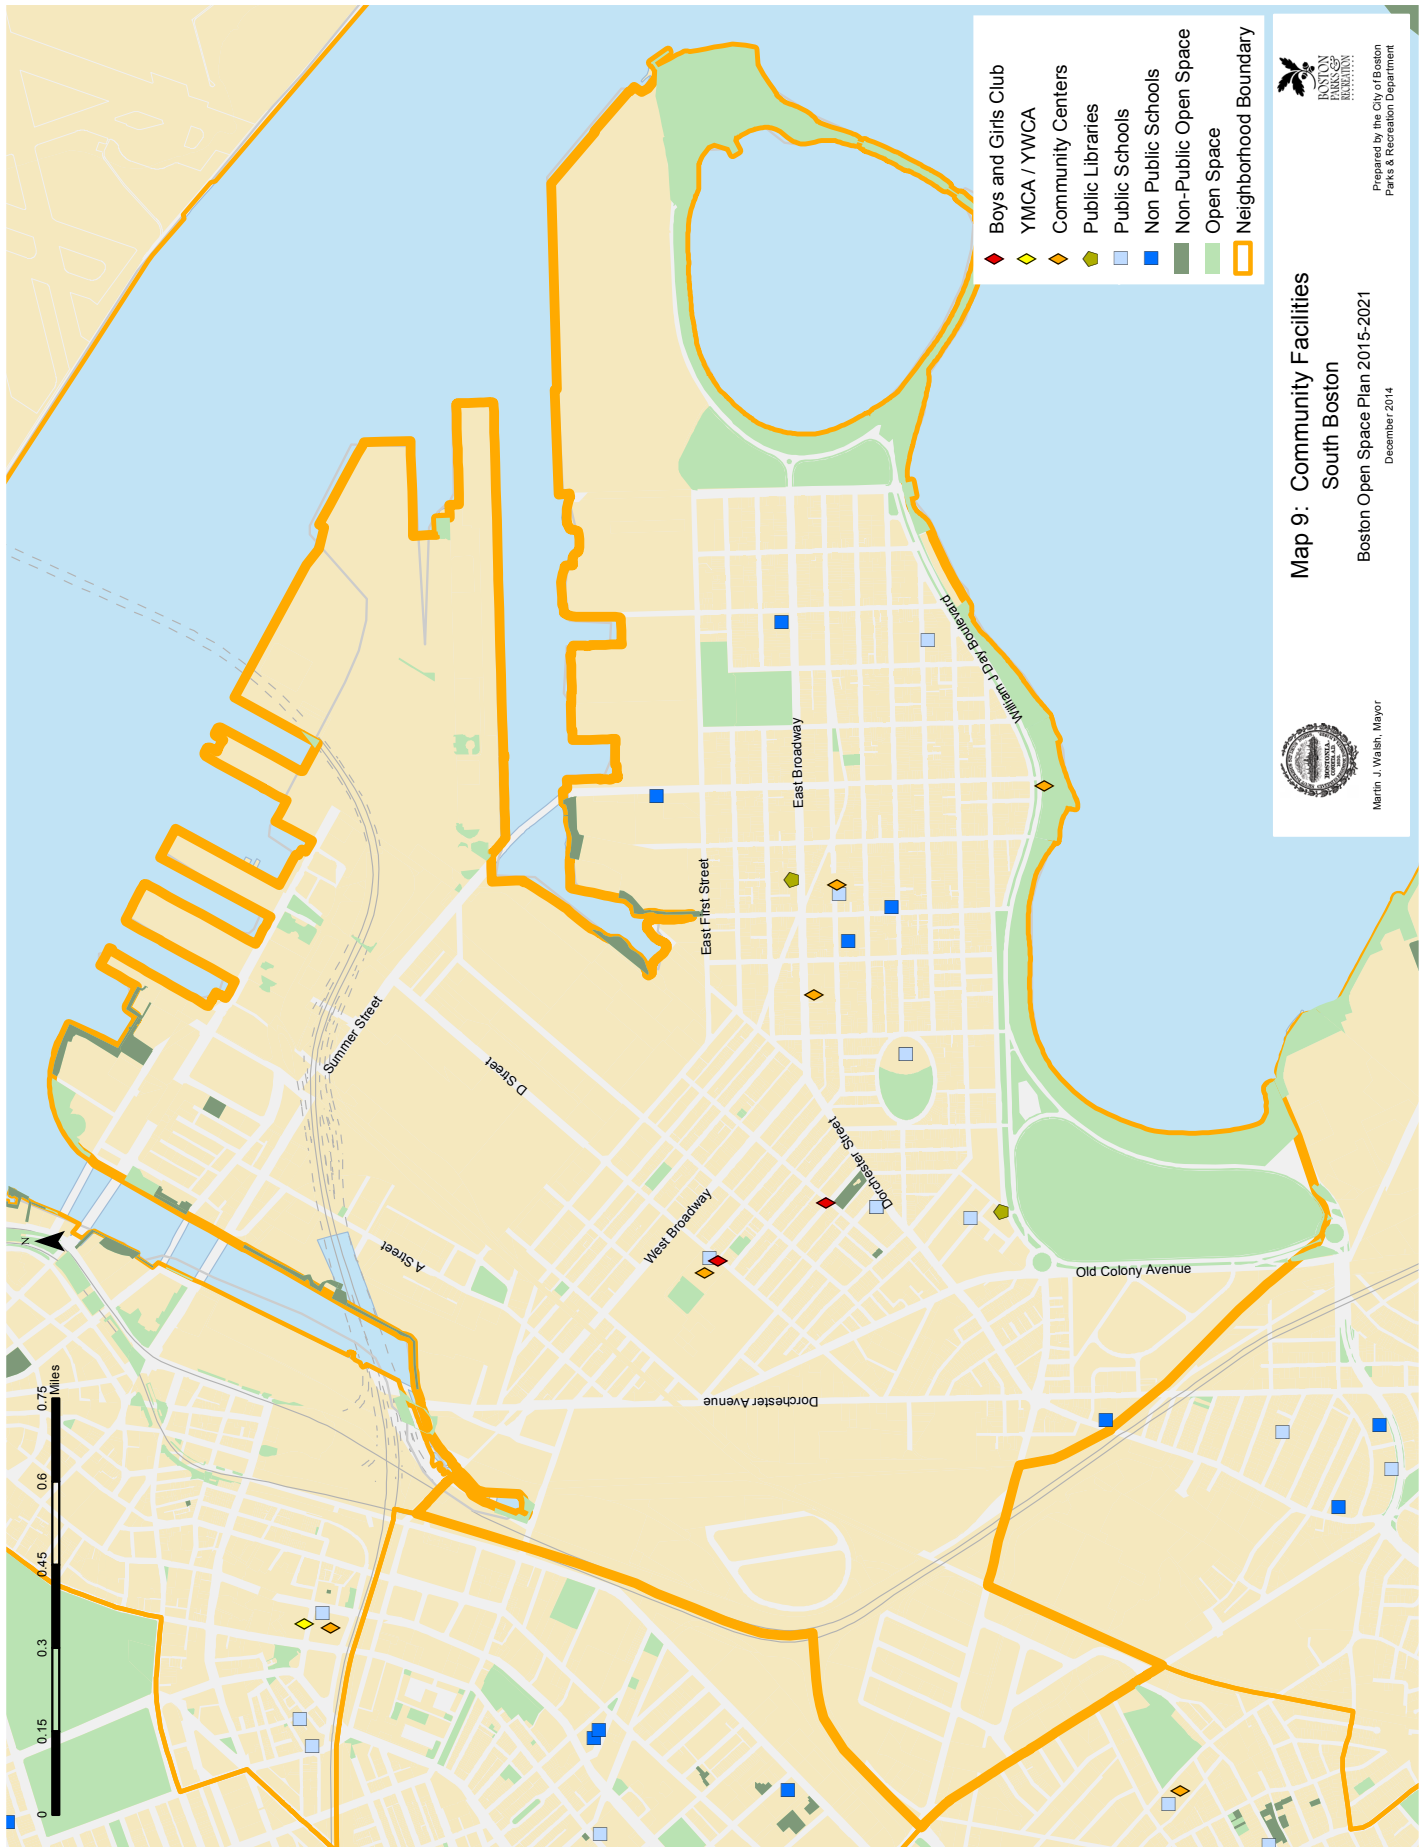 Boys and Girls Club
YMCA / YWCA
Community Centers
Public Libraries
Public Schools
Non Public Schools
Non-Public Open Space
Open Space
Neighborhood Boundary
Map 9: Community Facilities
South Boston
Boston Open Space Plan 2015-2021
December 2014
BOSTON
PARKS &
RECREATION
Prepared by the City of Boston
Parks & Recreation Department
Martin J. Walsh, Mayor
BOSTONIA
N
0 0.15 0.3 0.45 0.6 0.75
Miles
Summer Street
D Street
A Street
West Broadway
Dorchester Avenue
East First Street
East Broadway
William J Day Boulevard
Dorchester Street
Old Colony Avenue